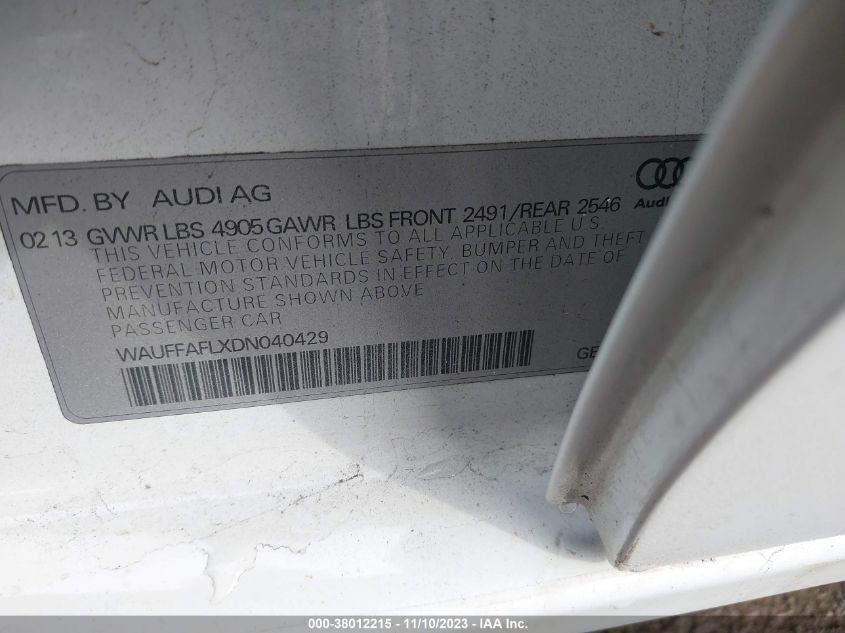 MFD. BY AUDI AG
Audi
02 13 GVWR LBS 4905 GAWR LBS FRONT 2491/REAR 2546
THIS VEHICLE CONFORMS TO ALL APPLICABLE U.S.
FEDERAL MOTOR VEHICLE SAFETY, BUMPER AND THEFT
PREVENTION STANDARDS IN EFFECT ON THE DATE OF
MANUFACTURE SHOWN ABOVE
PASSENGER CAR
WAUFFAFLXDN040429
GE
000-38012215 - 11/10/2023 - IAA Inc.